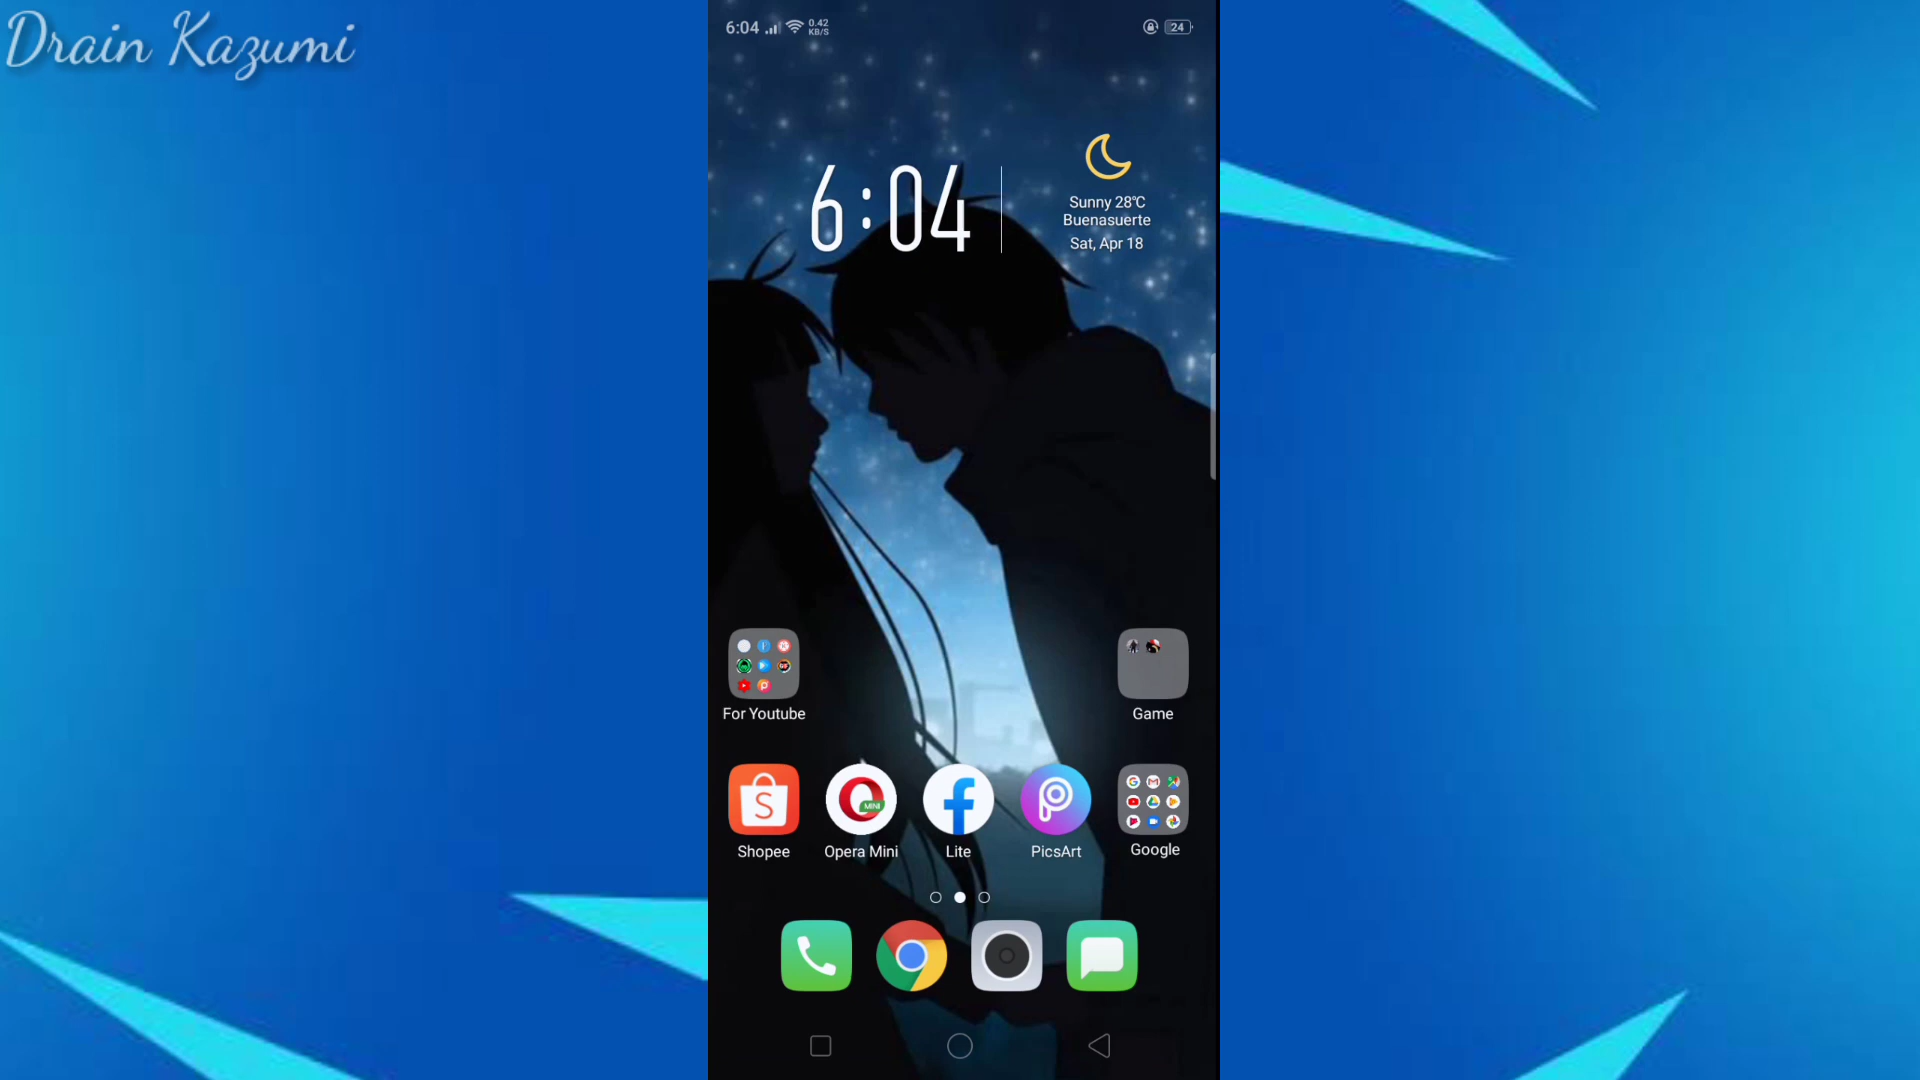 Drain Kazumi
6:04 0.42 KB/S 24
6:04
Sunny 28℃
Buenasuerte
Sat, Apr 18
For Youtube Game
S MINI
Shopee Opera Mini Lite PicsArt Google